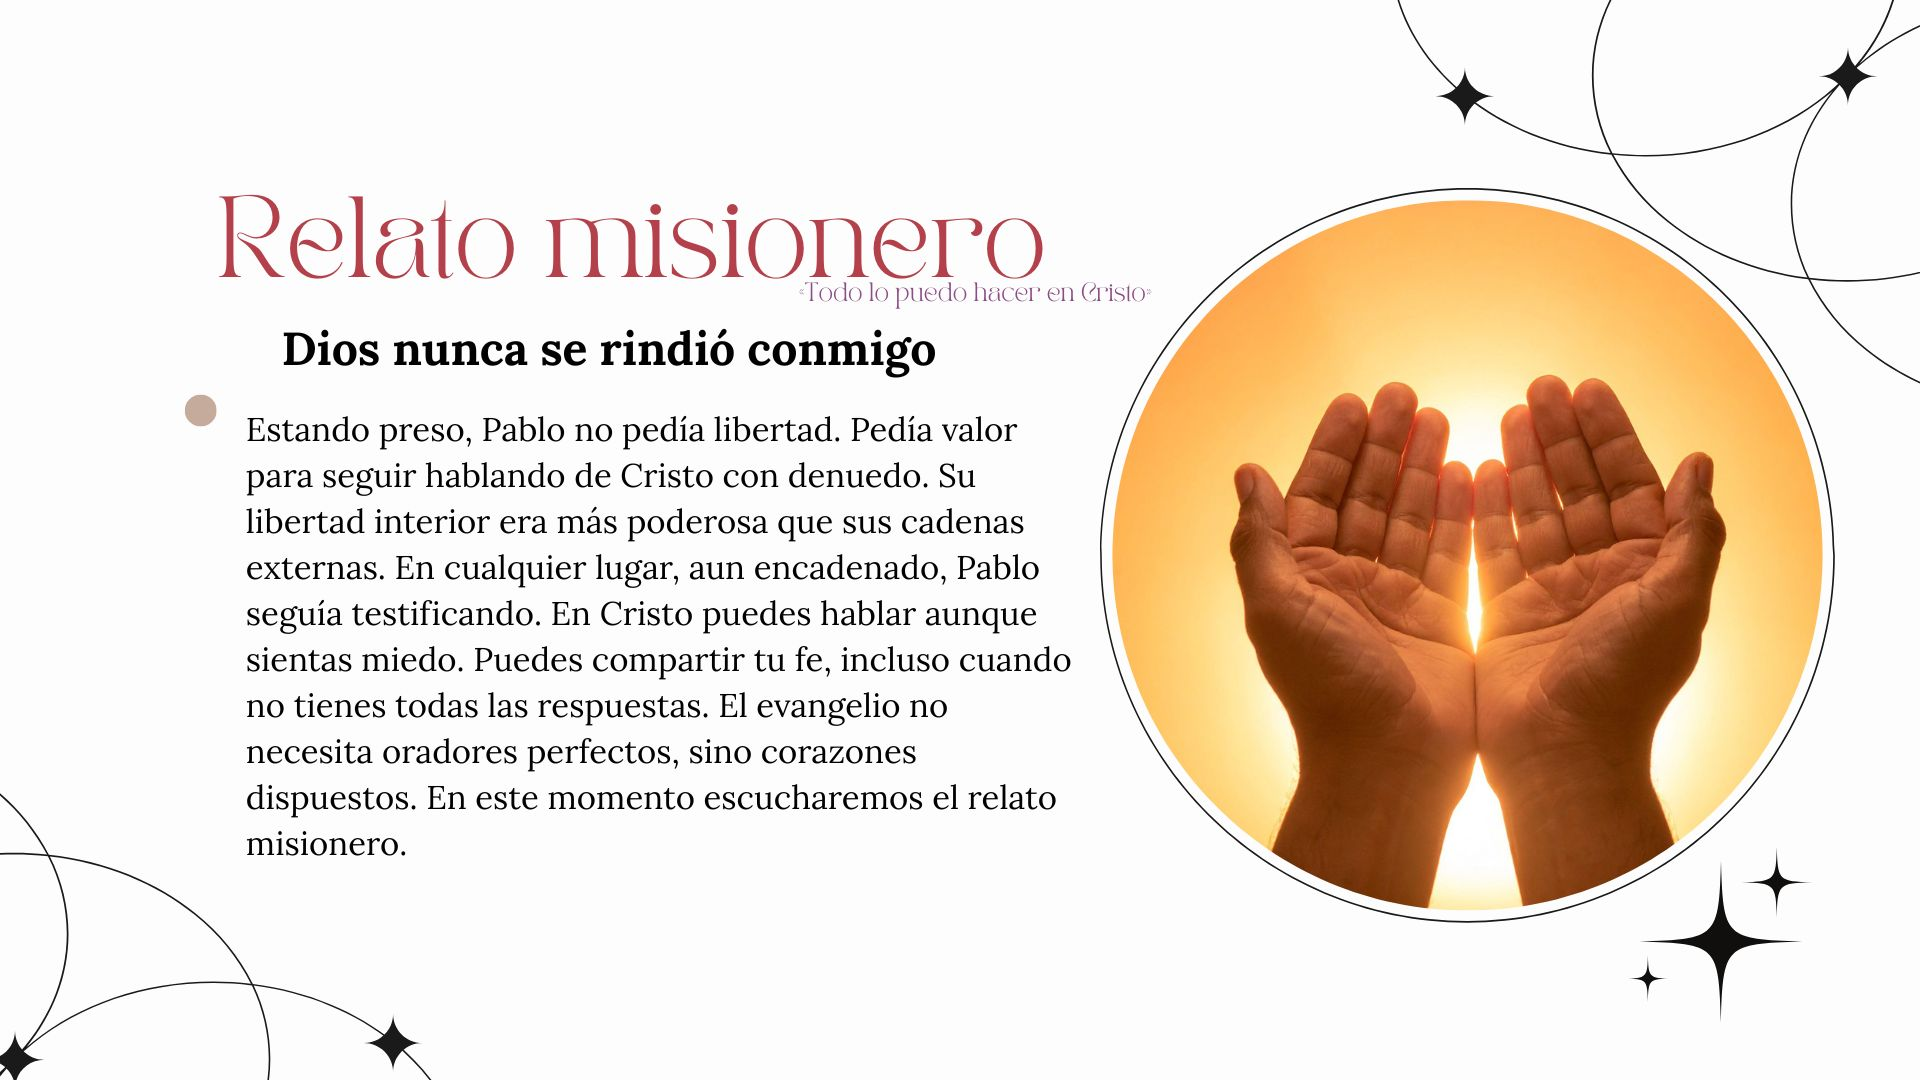 Relato misionero
«Todo lo puedo hacer en Cristo»
Dios nunca se rindió conmigo
Estando preso, Pablo no pedía libertad. Pedía valor
para seguir hablando de Cristo con denuedo. Su
libertad interior era más poderosa que sus cadenas
externas. En cualquier lugar, aun encadenado, Pablo
seguía testificando. En Cristo puedes hablar aunque
sientas miedo. Puedes compartir tu fe, incluso cuando
no tienes todas las respuestas. El evangelio no
necesita oradores perfectos, sino corazones
dispuestos. En este momento escucharemos el relato
misionero.